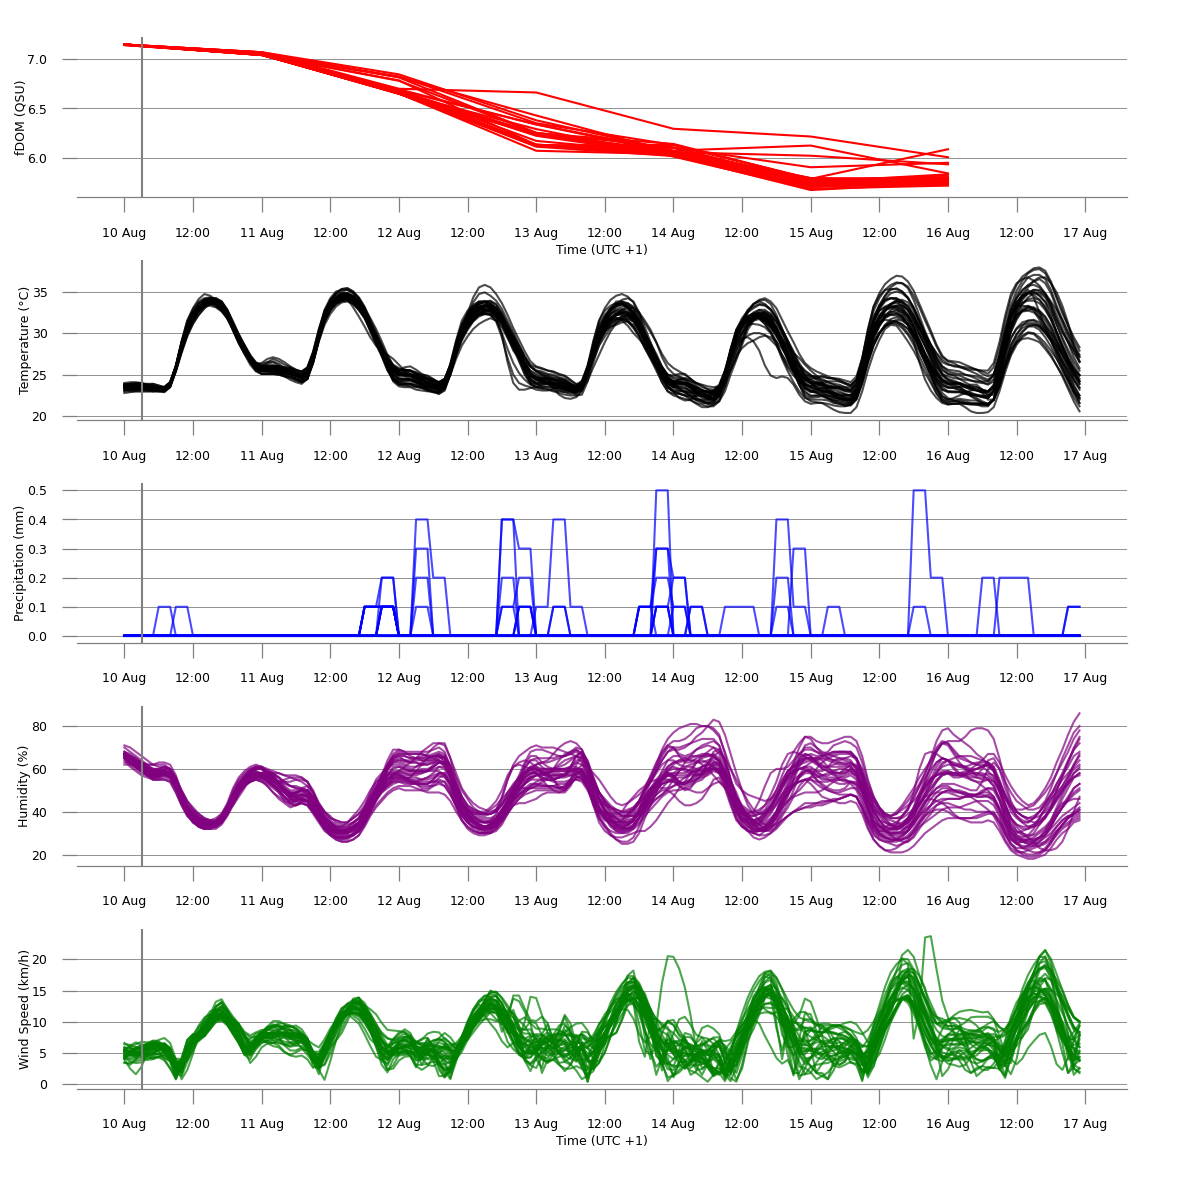 fDOM (QSU)
7.0
6.5
6.0
10 Aug 12:00 11 Aug 12:00 12 Aug 12:00 13 Aug 12:00 14 Aug 12:00 15 Aug 12:00 16 Aug 12:00 17 Aug
Time (UTC +1)
Temperature (°C)
35
30
25
20
10 Aug 12:00 11 Aug 12:00 12 Aug 12:00 13 Aug 12:00 14 Aug 12:00 15 Aug 12:00 16 Aug 12:00 17 Aug
Precipitation (mm)
0.5
0.4
0.3
0.2
0.1
0.0
10 Aug 12:00 11 Aug 12:00 12 Aug 12:00 13 Aug 12:00 14 Aug 12:00 15 Aug 12:00 16 Aug 12:00 17 Aug
Humidity (%)
80
60
40
20
10 Aug 12:00 11 Aug 12:00 12 Aug 12:00 13 Aug 12:00 14 Aug 12:00 15 Aug 12:00 16 Aug 12:00 17 Aug
Wind Speed (km/h)
20
15
10
5
0
10 Aug 12:00 11 Aug 12:00 12 Aug 12:00 13 Aug 12:00 14 Aug 12:00 15 Aug 12:00 16 Aug 12:00 17 Aug
Time (UTC +1)